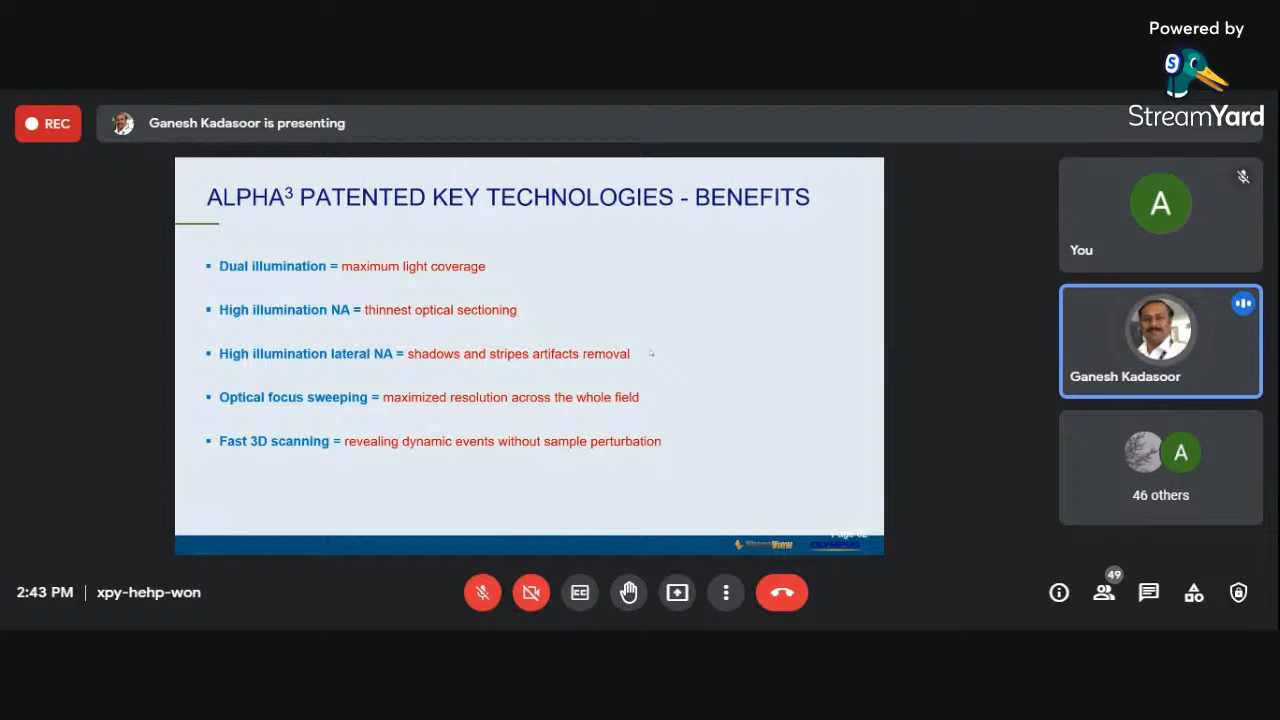 Powered by
StreamYard
REC
Ganesh Kadasoor is presenting
ALPHA³ PATENTED KEY TECHNOLOGIES - BENEFITS
▪ Dual illumination = maximum light coverage
▪ High illumination NA = thinnest optical sectioning
▪ High illumination lateral NA = shadows and stripes artifacts removal
▪ Optical focus sweeping = maximized resolution across the whole field
▪ Fast 3D scanning = revealing dynamic events without sample perturbation
OLYMPUS
A
You
Ganesh Kadasoor
A
46 others
2:43 PM | xpy-hehp-won
49